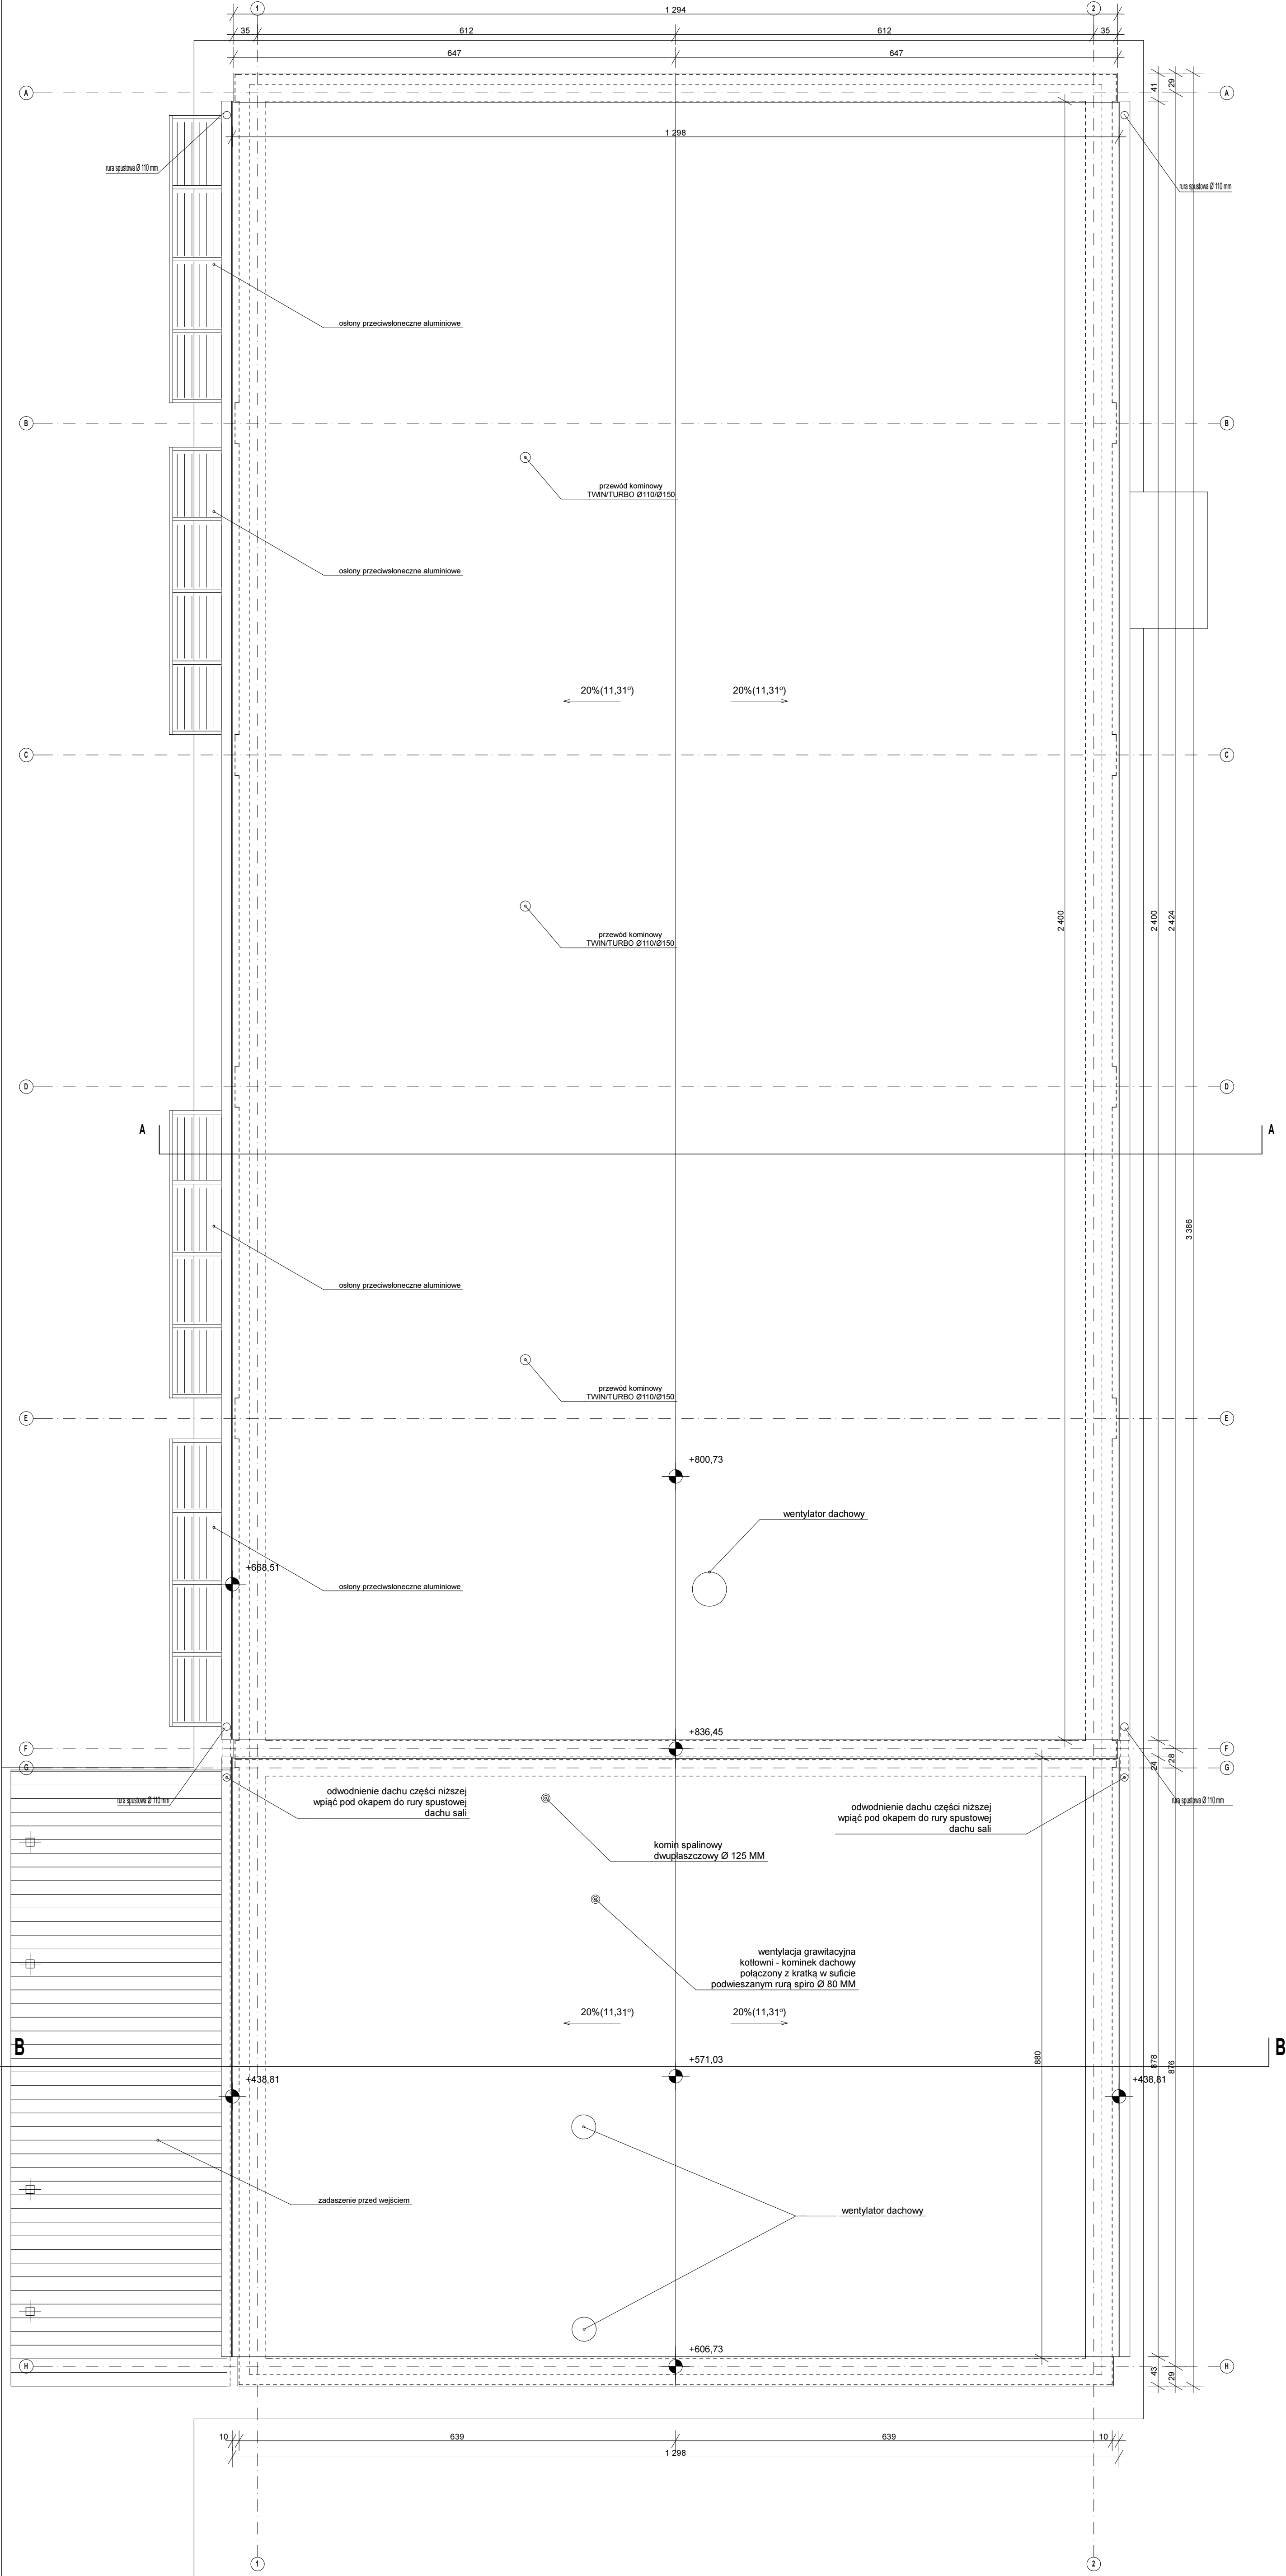 1 294
1
2
35
612
612
35
647
647
A
A
41
29
1 298
rura spustowa Ø 110 mm
rura spustowa Ø 110 mm
osłony przeciwsłoneczne aluminiowe
B
B
przewód kominowy
TWIN/TURBO Ø110/Ø150
osłony przeciwsłoneczne aluminiowe
20%(11,31º)
20%(11,31º)
C
C
2 400
2 400
2 424
przewód kominowy
TWIN/TURBO Ø110/Ø150
D
D
A
A
3 386
osłony przeciwsłoneczne aluminiowe
przewód kominowy
TWIN/TURBO Ø110/Ø150
E
E
+800,73
wentylator dachowy
+668,51
osłony przeciwsłoneczne aluminiowe
+836,45
F
F
28
G
G
24
odwodnienie dachu części niższej
wpiąć pod okapem do rury spustowej
dachu sali
rura spustowa Ø 110 mm
odwodnienie dachu części niższej
wpiąć pod okapem do rury spustowej
dachu sali
rura spustowa Ø 110 mm
komin spalinowy
dwupłaszczowy Ø 125 MM
wentylacja grawitacyjna
kotłowni - kominek dachowy
połączony z kratką w suficie
podwieszanym rurą spiro Ø 80 MM
20%(11,31º)
20%(11,31º)
B
B
+571,03
880
878
876
+438,81
+438,81
zadaszenie przed wejściem
wentylator dachowy
+606,73
H
H
43
29
10
639
639
10
1 298
1
2